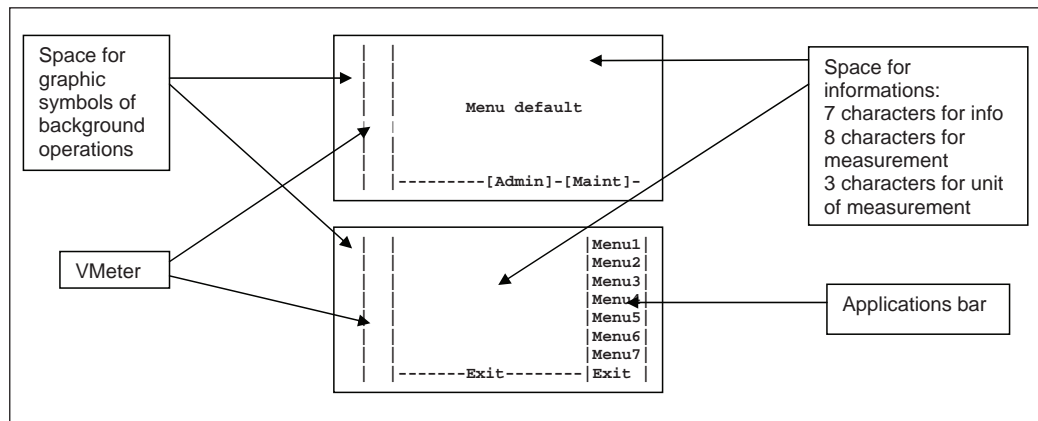 Space for
graphic
symbols of
background
operations
Menu default
---------[Admin]-[Maint]-
Space for
informations:
7 characters for info
8 characters for
measurement
3 characters for unit
of measurement
VMeter
Menu1
Menu2
Menu3
Menu4
Menu5
Menu6
Menu7
-------Exit--------|Exit |
Applications bar